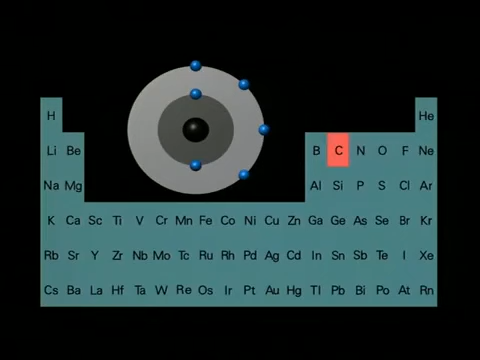 H He
Li Be B C N O F Ne
Na Mg Al Si P S Cl Ar
K Ca Sc Ti V Cr Mn Fe Co Ni Cu Zn Ga Ge As Se Br Kr
Rb Sr Y Zr Nb Mo Tc Ru Rh Pd Ag Cd In Sn Sb Te I Xe
Cs Ba La Hf Ta W Re Os Ir Pt Au Hg Tl Pb Bi Po At Rn